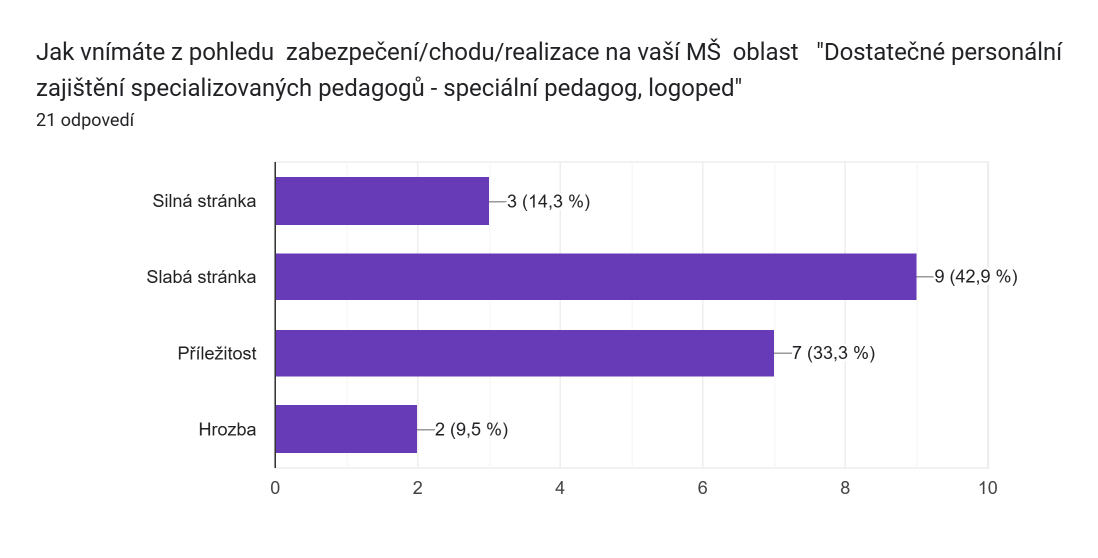 Jak vnímáte z pohledu  zabezpečení/chodu/realizace na vaší MŠ  oblast   "Dostatečné personální
zajištění specializovaných pedagogů - speciální pedagog, logoped"
21 odpovedí
Silná stránka 3 (14,3 %)
Slabá stránka 9 (42,9 %)
Příležitost 7 (33,3 %)
Hrozba 2 (9,5 %)
0 2 4 6 8 10